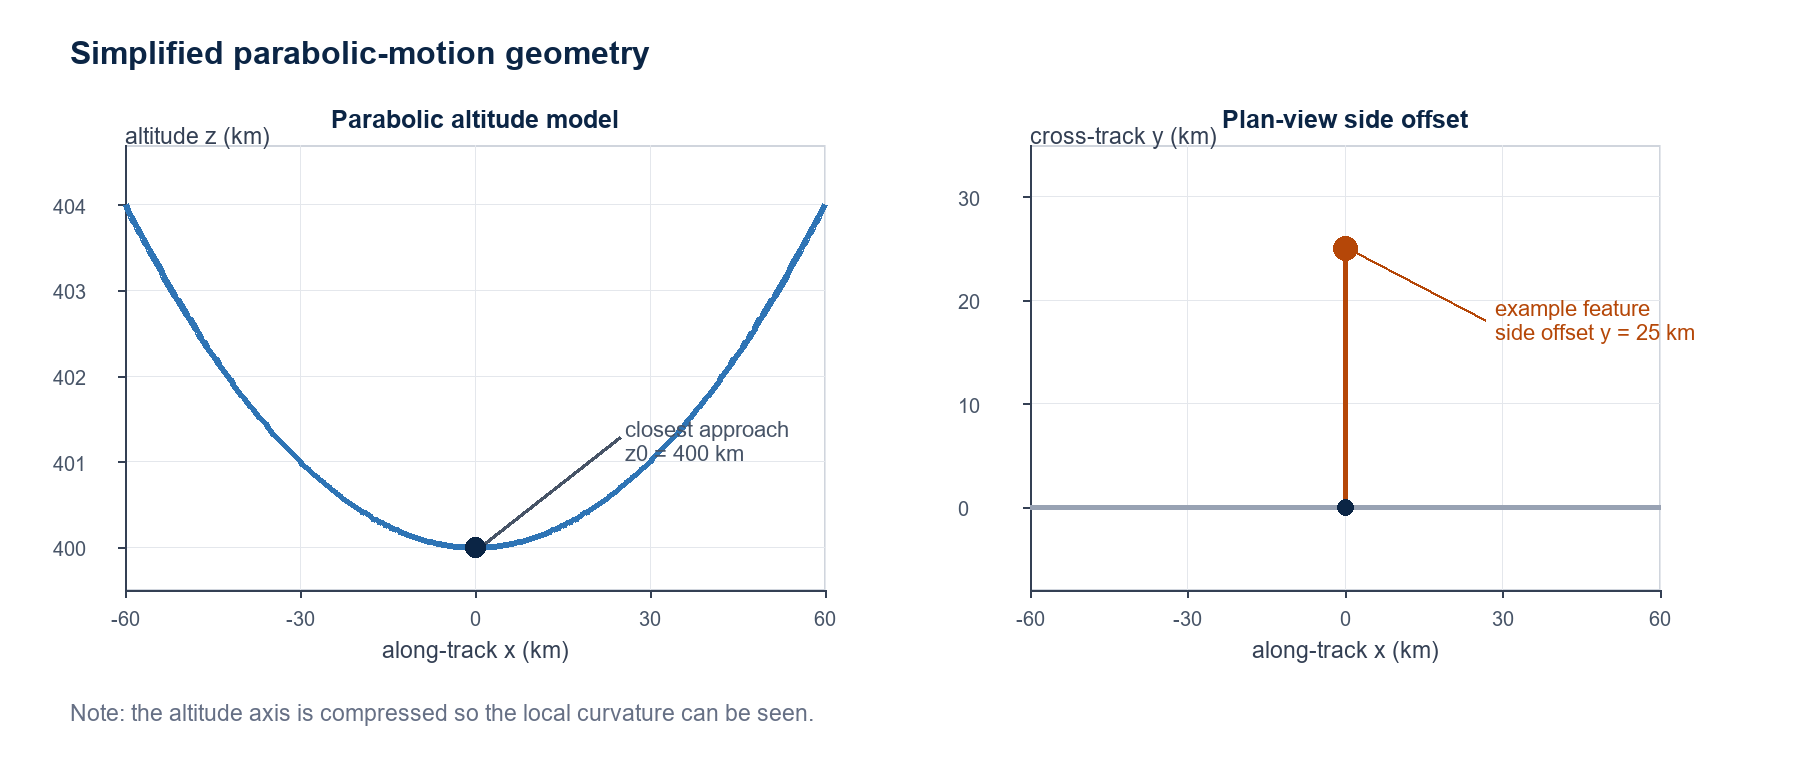 Simplified parabolic-motion geometry
Parabolic altitude model
altitude z (km)
404
403
402
401
400
closest approach
z0 = 400 km
-60
-30
0
30
60
along-track x (km)
Plan-view side offset
cross-track y (km)
30
20
10
0
example feature
side offset y = 25 km
-60
-30
0
30
60
along-track x (km)
Note: the altitude axis is compressed so the local curvature can be seen.